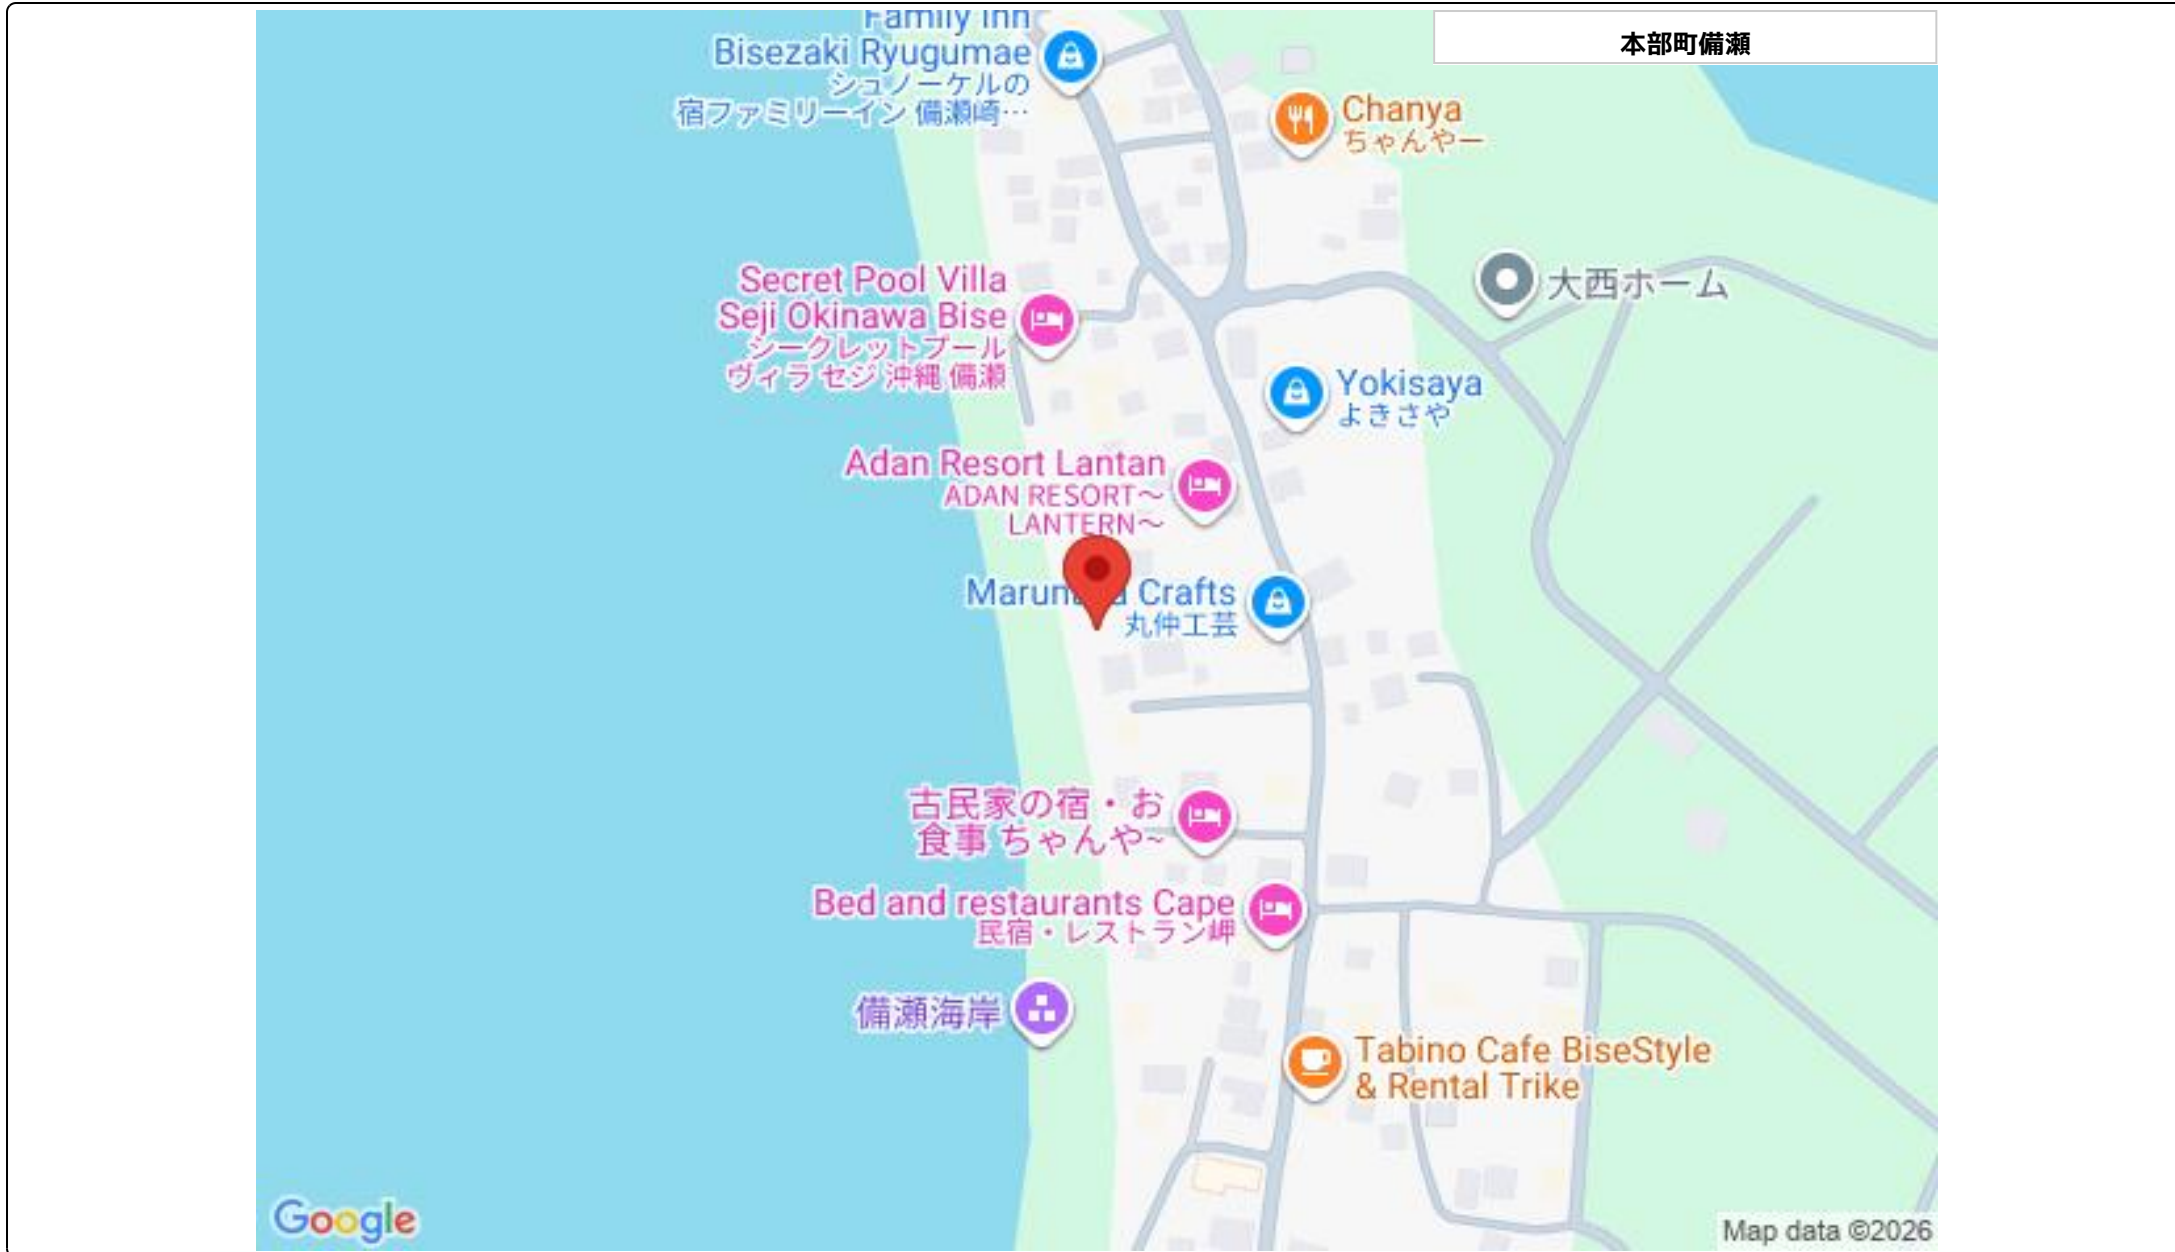 本部町備瀬
Family Inn
Bisezaki Ryugumae
シュノーケルの
宿ファミリーイン 備瀬崎…
Chanya
ちゃんやー
Secret Pool Villa
Seji Okinawa Bise
シークレットプール
ヴィラ セジ 沖縄 備瀬
大西ホーム
Yokisaya
よきさや
Adan Resort Lantan
ADAN RESORT～
LANTERN～
Crafts
丸仲工芸
古民家の宿・お
食事 ちゃんや~
Bed and restaurants Cape
民宿・レストラン岬
備瀬海岸
Tabino Cafe BiseStyle
& Rental Trike
Google
Map data ©2026